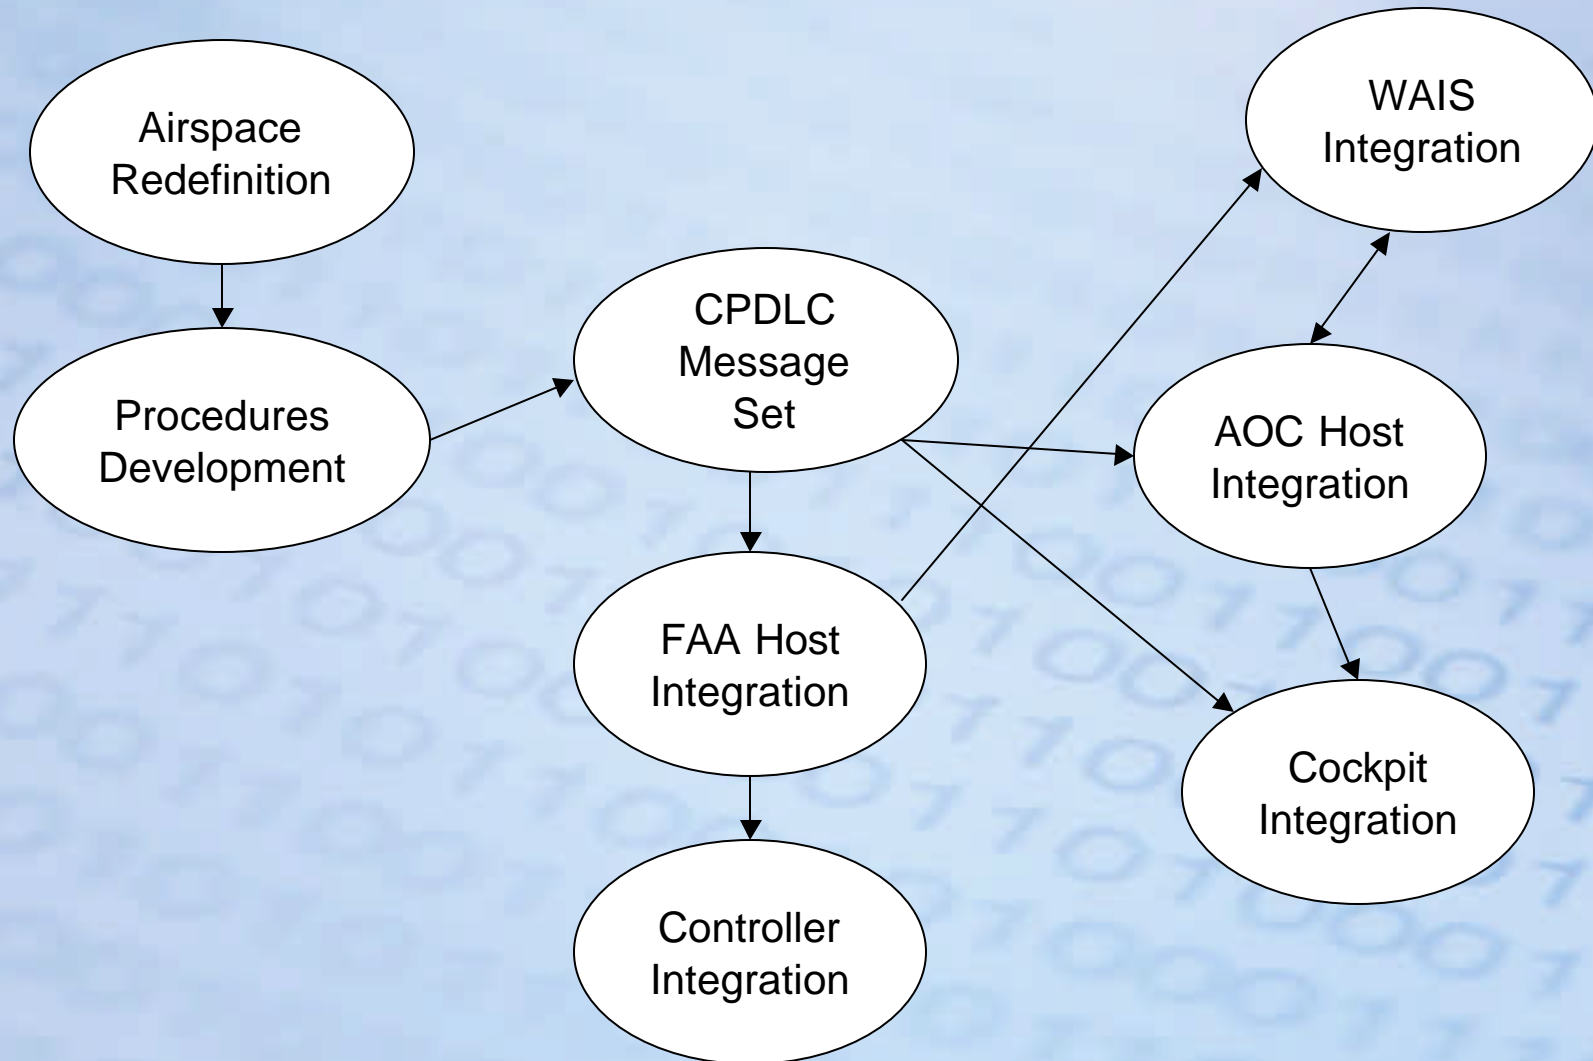 Airspace
Redefinition
Procedures
Development
CPDLC
Message
Set
FAA Host
Integration
Controller
Integration
WAIS
Integration
AOC Host
Integration
Cockpit
Integration